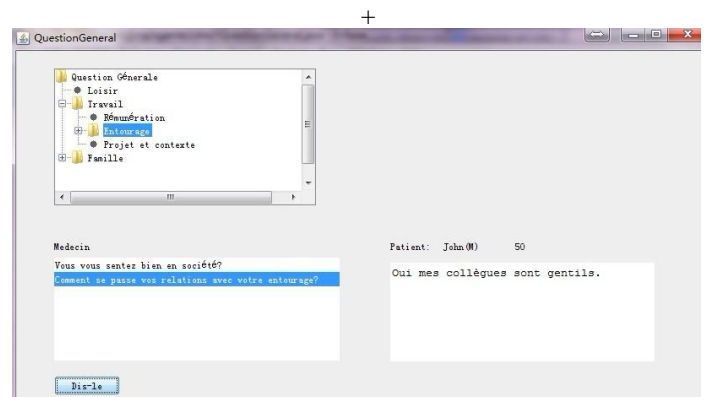 +
QuestionGeneral
Question Génerale
Loisir
Travail
Rémunération
Entourage
Projet et contexte
Famille
Medecin
Patient: John(M) 50
Vous vous sentez bien en société?
Comment se passe vos relations avec votre entourage?
Oui mes collègues sont gentils.
Dis-le